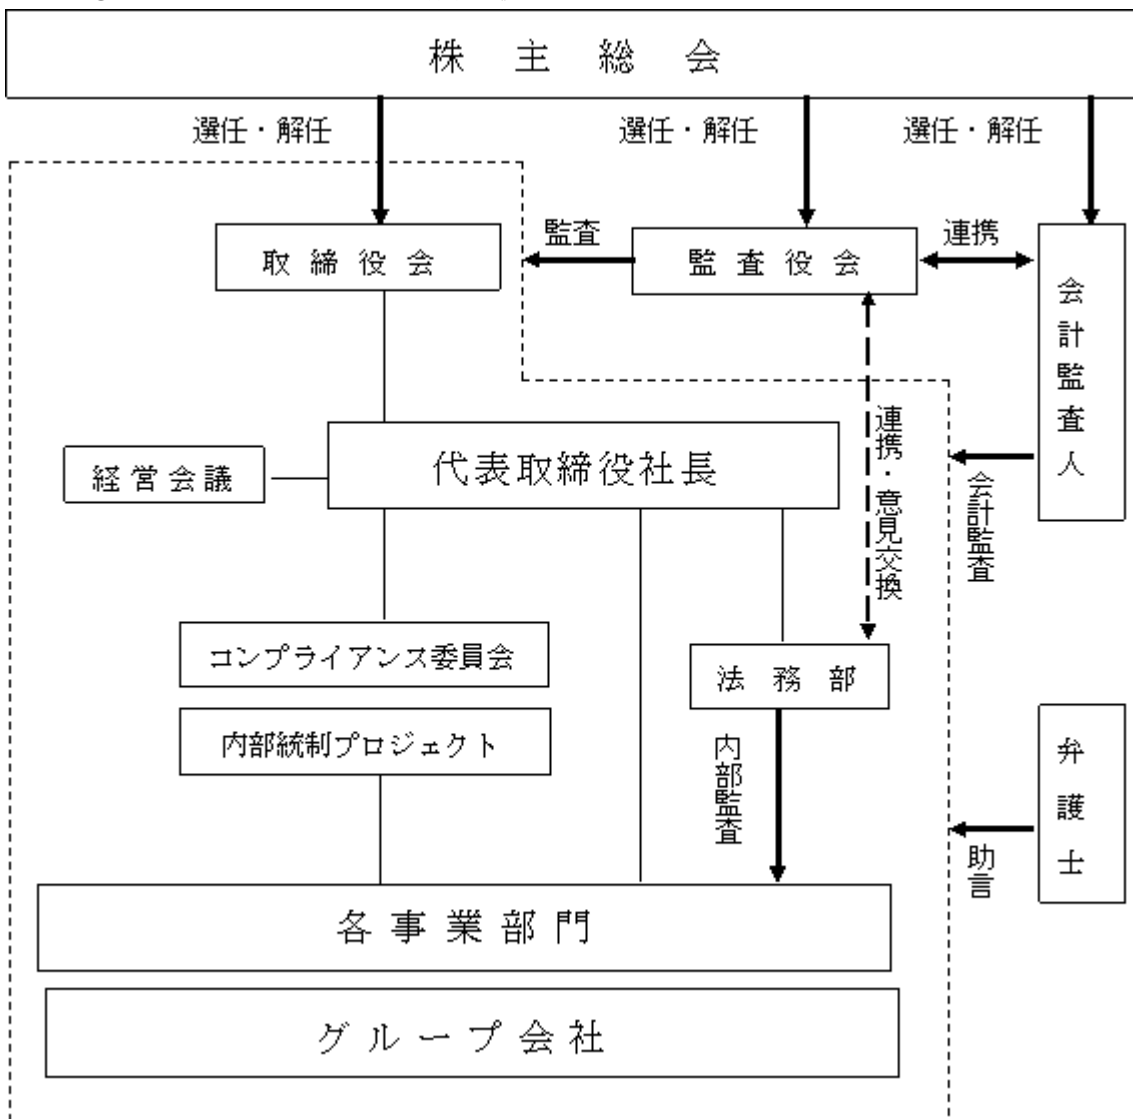 株主総会
選任・解任
選任・解任
選任・解任
取締役会
監査
監査役会
連携
会計監査人
経営会議
代表取締役社長
連携・意見交換
会計監査
コンプライアンス委員会
法務部
内部統制プロジェクト
内部監査
弁護士
助言
各事業部門
グループ会社